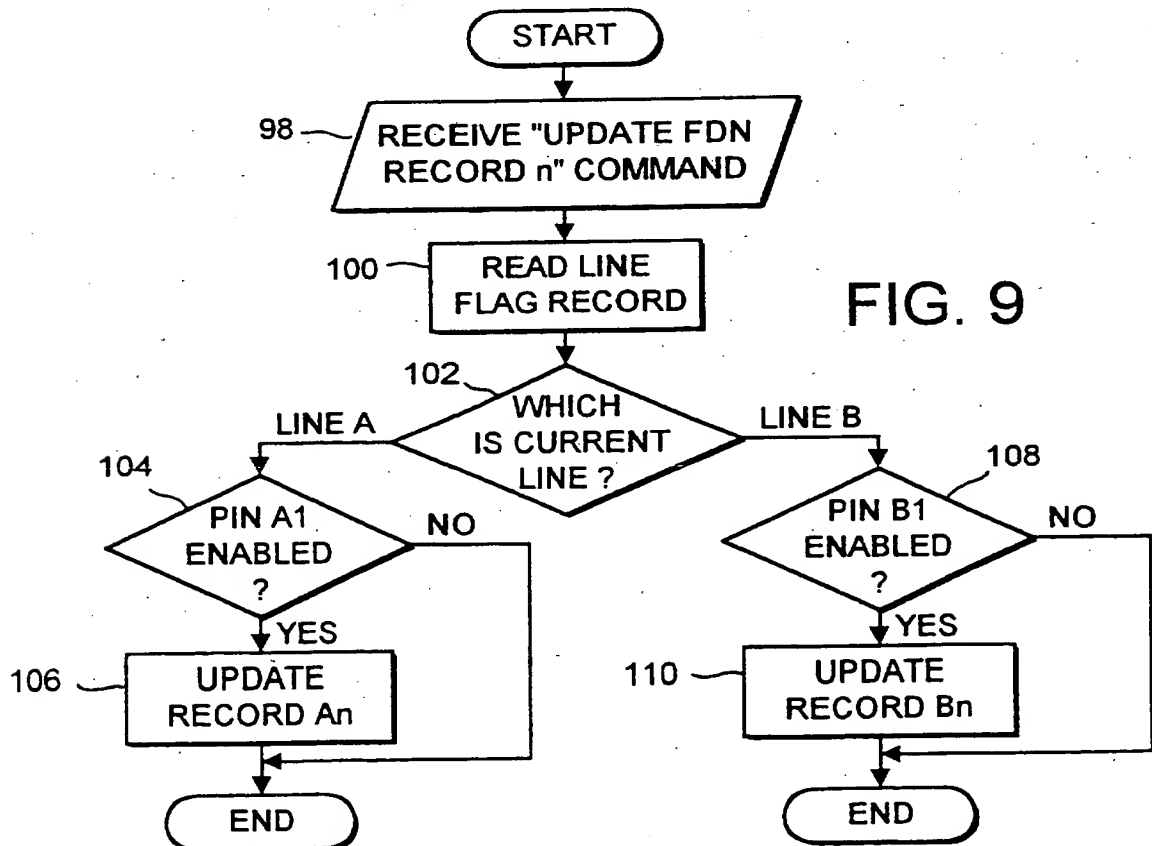 START
98
RECEIVE "UPDATE FDN
RECORD n" COMMAND
100
READ LINE
FLAG RECORD
FIG. 9
102
WHICH
IS CURRENT
LINE ?
LINE A
LINE B
104
PIN A1
ENABLED
?
NO
108
PIN B1
ENABLED
?
NO
YES
YES
106
UPDATE
RECORD An
110
UPDATE
RECORD Bn
END
END